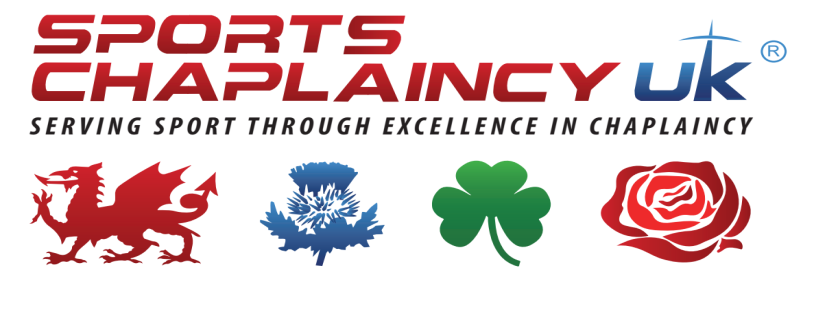 SPORTS
CHAPLAINCY UK ®
SERVING SPORT THROUGH EXCELLENCE IN CHAPLAINCY